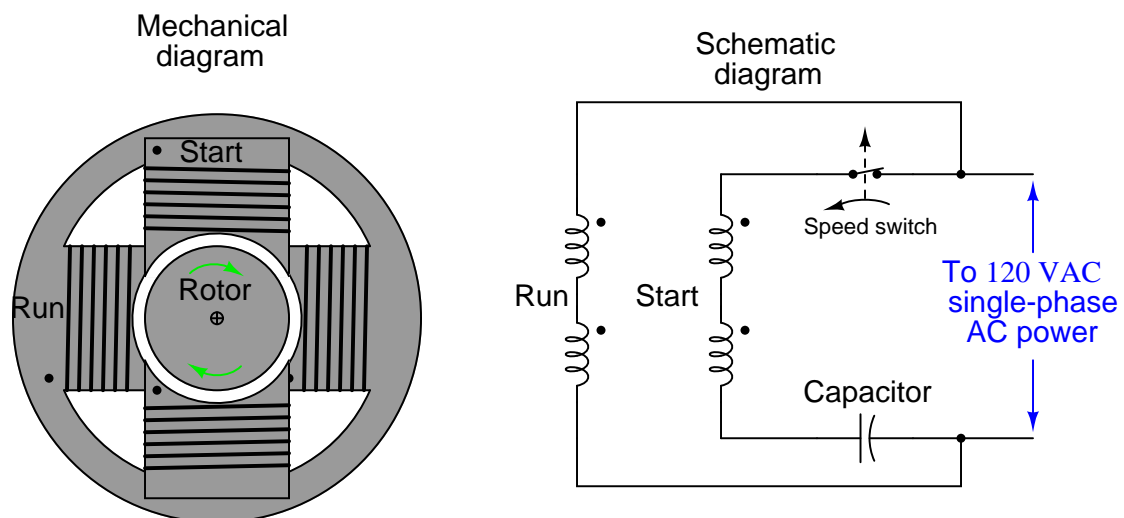 Mechanical
diagram
Start
Run
Rotor
Schematic
diagram
Speed switch
Run
Start
Capacitor
To 120 VAC
single-phase
AC power